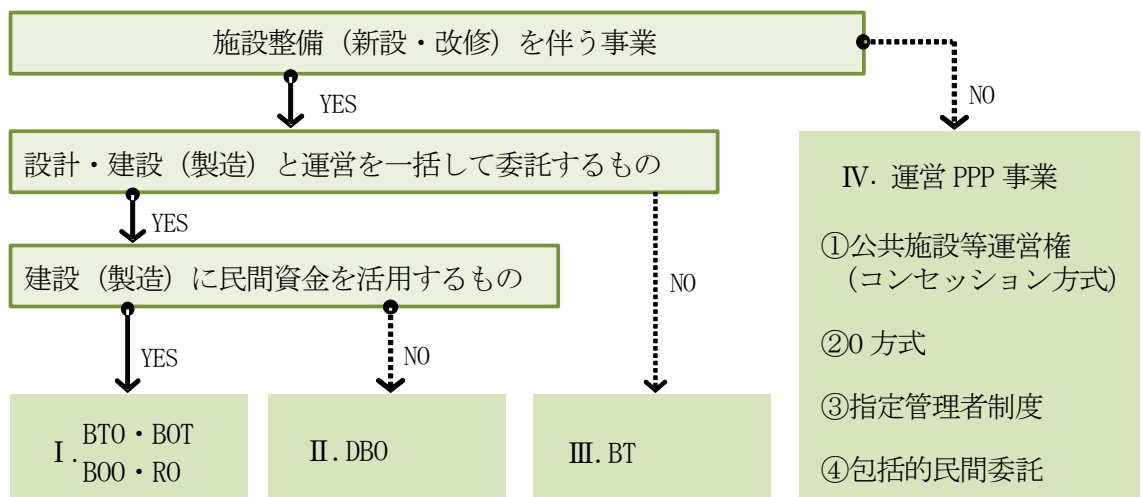 施設整備（新設・改修）を伴う事業
YES
NO
設計・建設（製造）と運営を一括して委託するもの
YES
NO
建設（製造）に民間資金を活用するもの
YES
NO
Ⅰ.
BTO・BOT
BOO・RO
Ⅱ.DBO
Ⅲ.BT
Ⅳ. 運営 PPP 事業
①公共施設等運営権
（コンセッション方式）
②O 方式
③指定管理者制度
④包括的民間委託